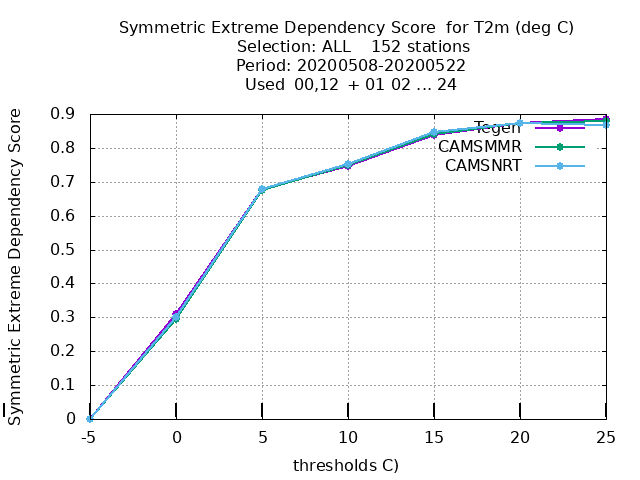 Symmetric Extreme Dependency Score for T2m (deg C)
Selection: ALL 152 stations
Period: 20200508-20200522
Used 00,12 + 01 02 ... 24
Symmetric Extreme Dependency Score
0.9
0.8
0.7
0.6
0.5
0.4
0.3
0.2
0.1
0
Tegen
CAMSMMR
CAMSNRT
-5 0 5 10 15 20 25
thresholds C)